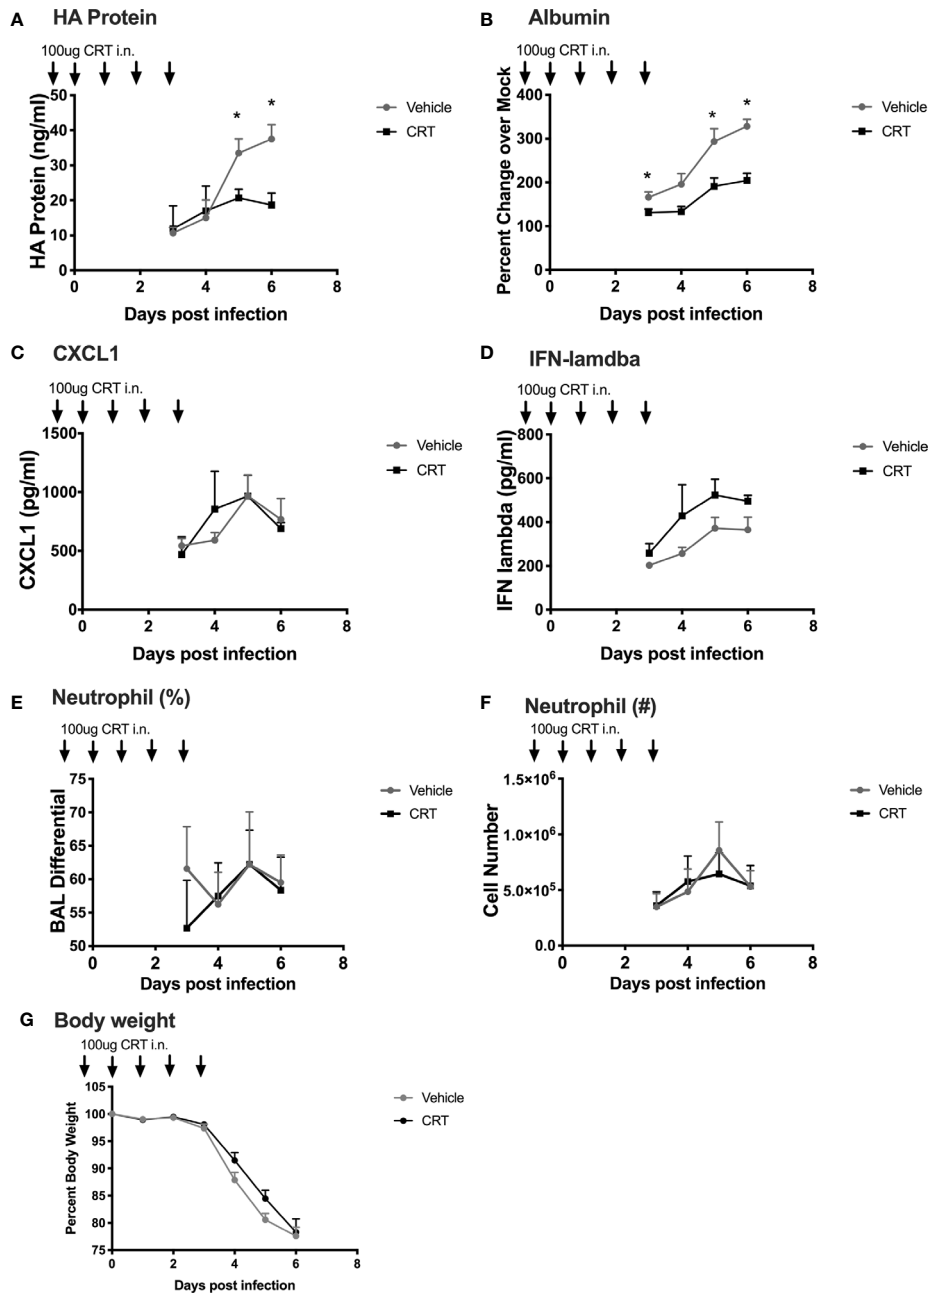 A HA Protein
100ug CRT i.n.
HA Protein (ng/ml)
50
40
30
20
10
0
* *
0 2 4 6 8
Days post infection
Vehicle
CRT
B Albumin
100ug CRT i.n.
Percent Change over Mock
400
300
200
100
0
* * *
0 2 4 6 8
Days post infection
Vehicle
CRT
C CXCL1
100ug CRT i.n.
CXCL1 (pg/ml)
1500
1000
500
0
0 2 4 6 8
Days post infection
Vehicle
CRT
D IFN-lamdba
100ug CRT i.n.
IFN lambda (pg/ml)
800
600
400
200
0
0 2 4 6 8
Days post infection
Vehicle
CRT
E Neutrophil (%)
100ug CRT i.n.
BAL Differential
75
70
65
60
55
50
0 2 4 6 8
Days post infection
Vehicle
CRT
F Neutrophil (#)
100ug CRT i.n.
Cell Number
1.5×10⁶
1.0×10⁶
5.0×10⁵
0.0
0 2 4 6 8
Days post infection
Vehicle
CRT
G Body weight
100ug CRT i.n.
Percent Body Weight
105
100
95
90
85
80
75
0 2 4 6 8
Days post infection
Vehicle
CRT